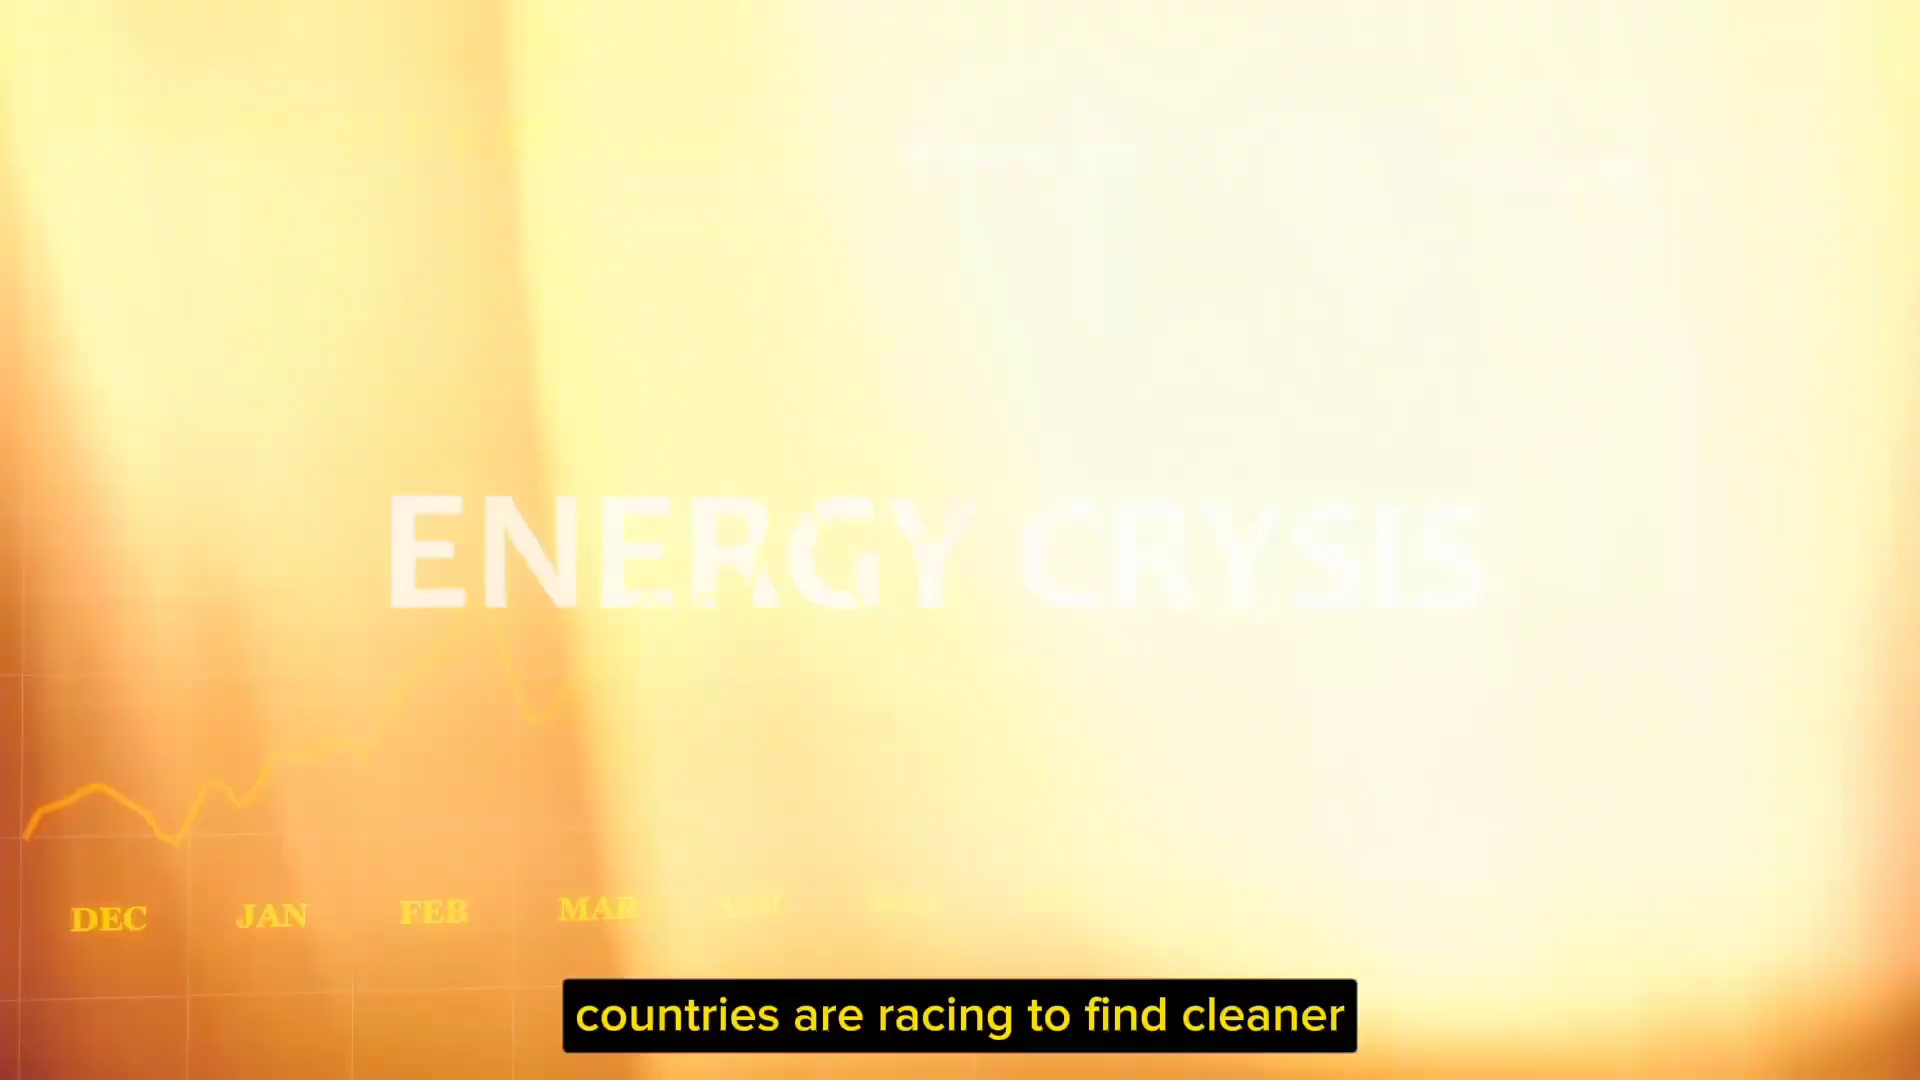 ENERGY CRYSIS
DEC JAN FEB MAR
countries are racing to find cleaner